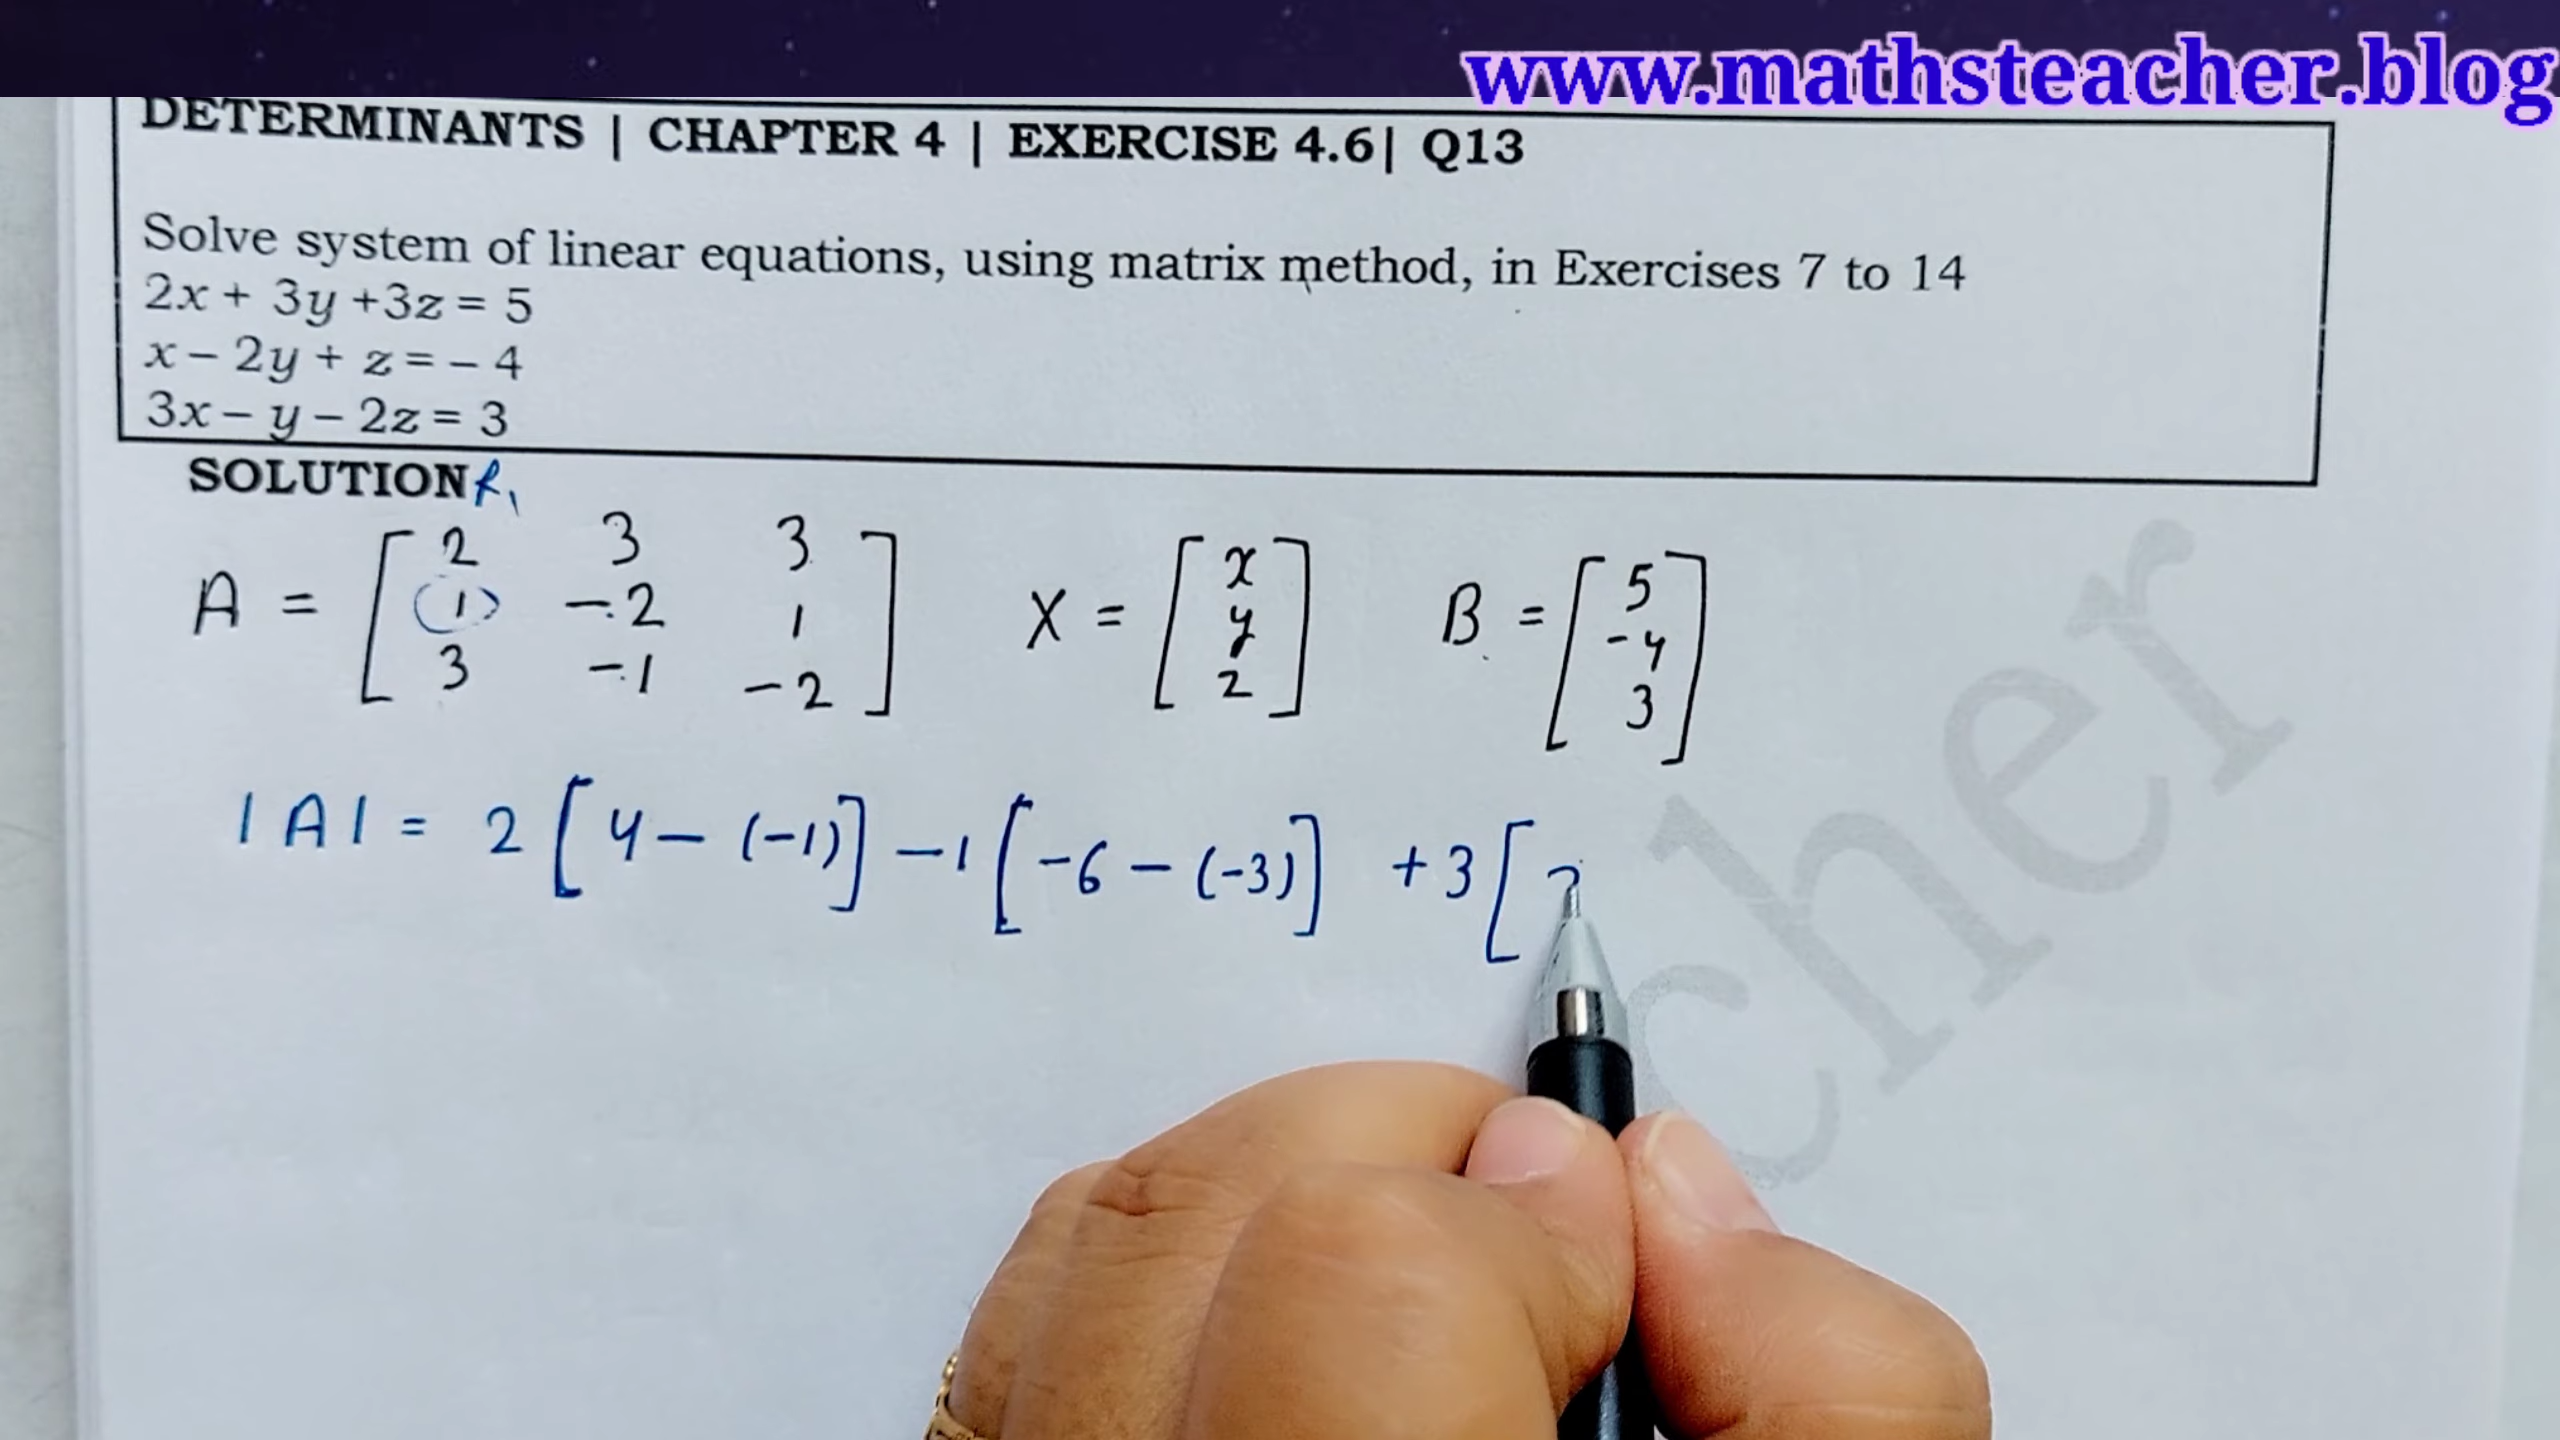 www.mathsteacher.blog
DETERMINANTS | CHAPTER 4 | EXERCISE 4.6| Q13
Solve system of linear equations, using matrix method, in Exercises 7 to 14
2x + 3y +3z = 5
x – 2y + z = – 4
3x – y – 2z = 3
SOLUTION R₁
A = [ 2 3 3 ] X = [ x ] B = [ 5 ]
1 -2 1 y -4
3 -1 -2 z 3
|A| = 2 [ 4 - (-1)] - 1 [ -6 - (-3)] + 3 [
cher